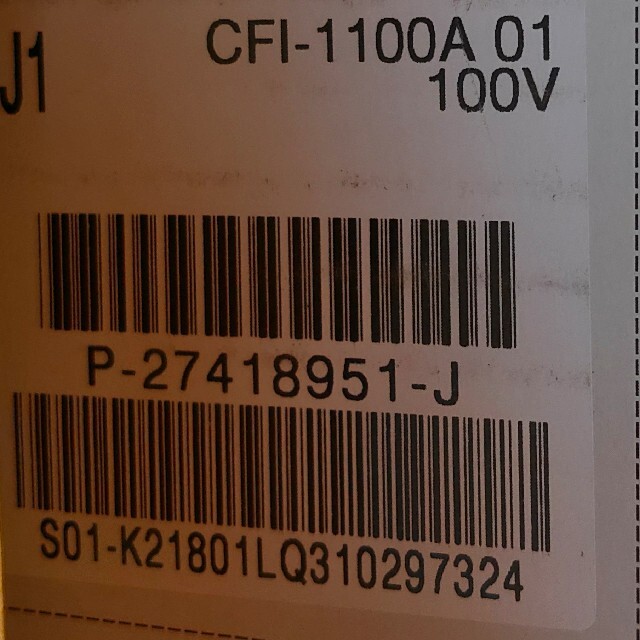 J1
CFI-1100A 01
100V
P-27418951-J
S01-K21801LQ310297324